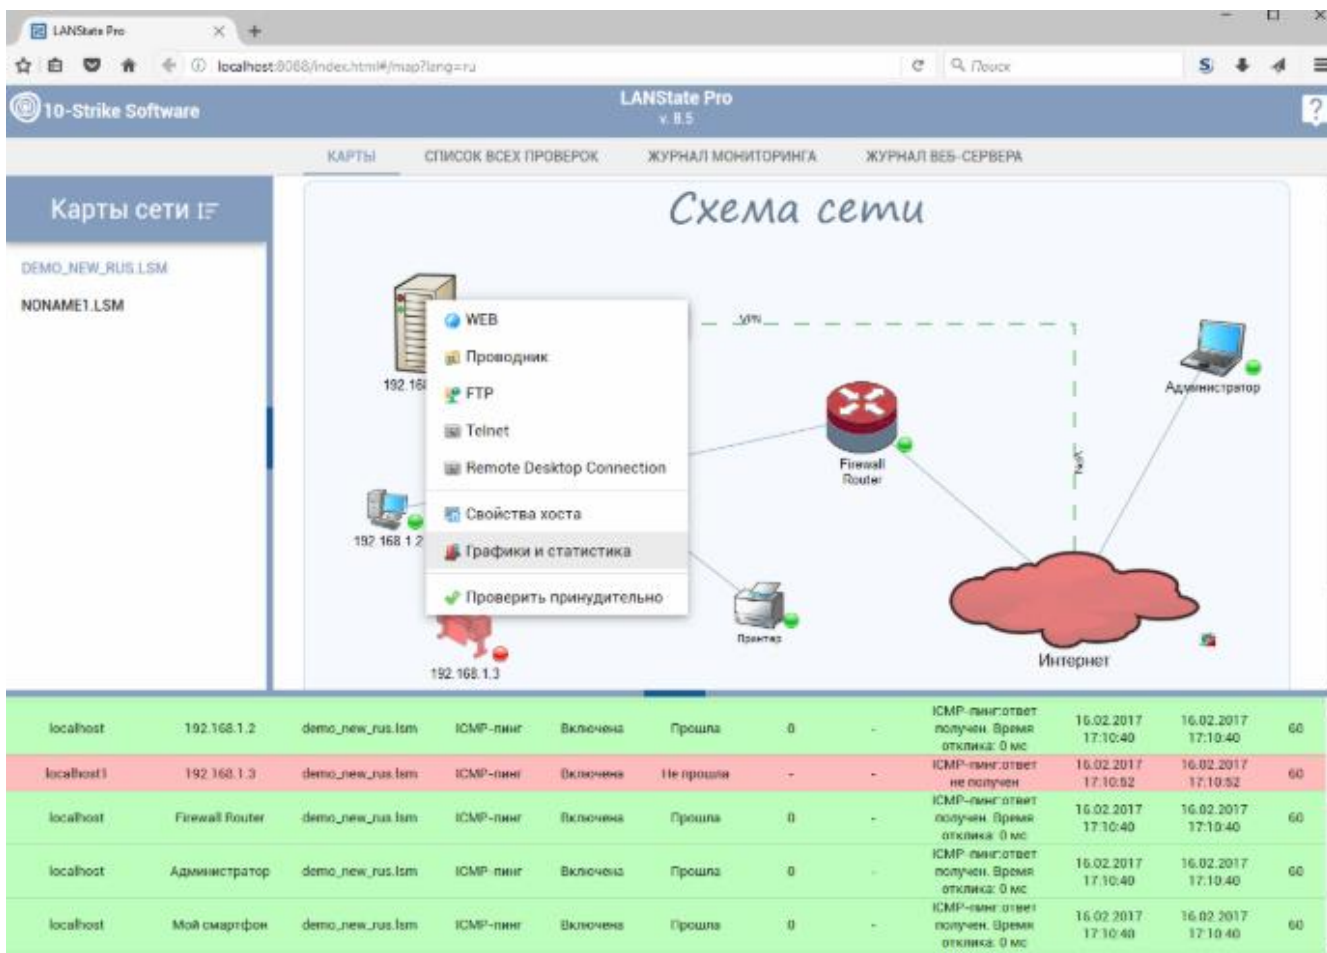 LANState Pro
localhost:8088/index.html#/map?lang=ru
Поиск
10-Strike Software
LANState Pro
v. 8.5
КАРТЫ
СПИСОК ВСЕХ ПРОВЕРОК
ЖУРНАЛ МОНИТОРИНГА
ЖУРНАЛ ВЕБ-СЕРВЕРА
Карты сети
DEMO_NEW_RUS.LSM
NONAME1.LSM
Схема сети
WEB
Проводник
FTP
Telnet
Remote Desktop Connection
Свойства хоста
Графики и статистика
Проверить принудительно
VPN
192.168.1.2
192.168.1.3
Firewall
Router
Администратор
Принтер
Интернет
localhost 192.168.1.2 demo_new_rus.lsm ICMP-пинг Включена Прошла 0 - ICMP-пинг:ответ получен. Время отклика: 0 мс 16.02.2017 17:10:40 16.02.2017 17:10:40 60
localhost1 192.168.1.3 demo_new_rus.lsm ICMP-пинг Включена Не прошла - - ICMP-пинг:ответ не получен 16.02.2017 17:10:52 16.02.2017 17:10:52 60
localhost Firewall Router demo_new_rus.lsm ICMP-пинг Включена Прошла 0 - ICMP-пинг:ответ получен. Время отклика: 0 мс 16.02.2017 17:10:40 16.02.2017 17:10:40 60
localhost Администратор demo_new_rus.lsm ICMP-пинг Включена Прошла 0 - ICMP-пинг:ответ получен. Время отклика: 0 мс 16.02.2017 17:10:40 16.02.2017 17:10:40 60
localhost Мой смартфон demo_new_rus.lsm ICMP-пинг Включена Прошла 0 - ICMP-пинг:ответ получен. Время отклика: 0 мс 16.02.2017 17:10:40 16.02.2017 17:10:40 60